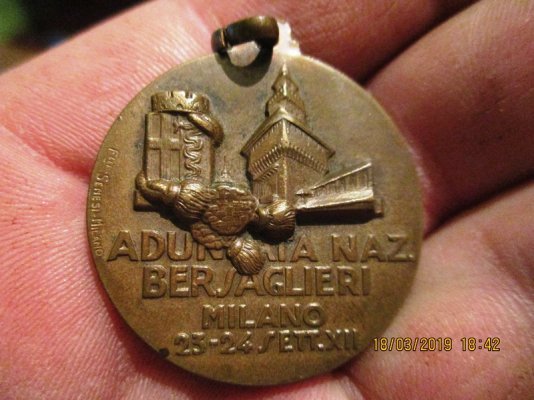 ADUNATA NAZ.
BERSAGLIERI
MILANO
23-24 SETT. XII
18/03/2019 18:42